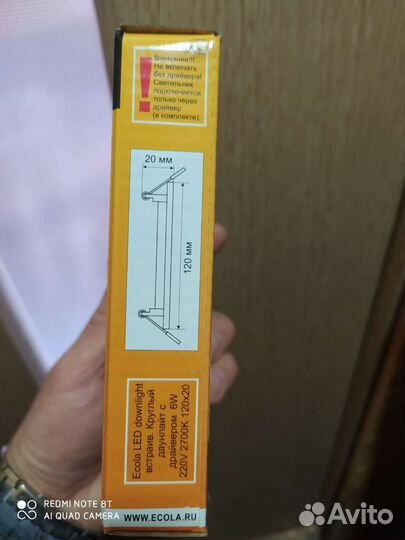 Внимание!!!
Не включать
без драйвера!
Светильник
подключается
только через
драйвер
(в комплекте).
20 мм
120 мм
Ecola LED downlight
встраив. Круглый
даунлайт с
драйвером 6W
220V 2700K 120x20
WWW.ECOLA.RU
REDMI NOTE 8T
AI QUAD CAMERA
Avito